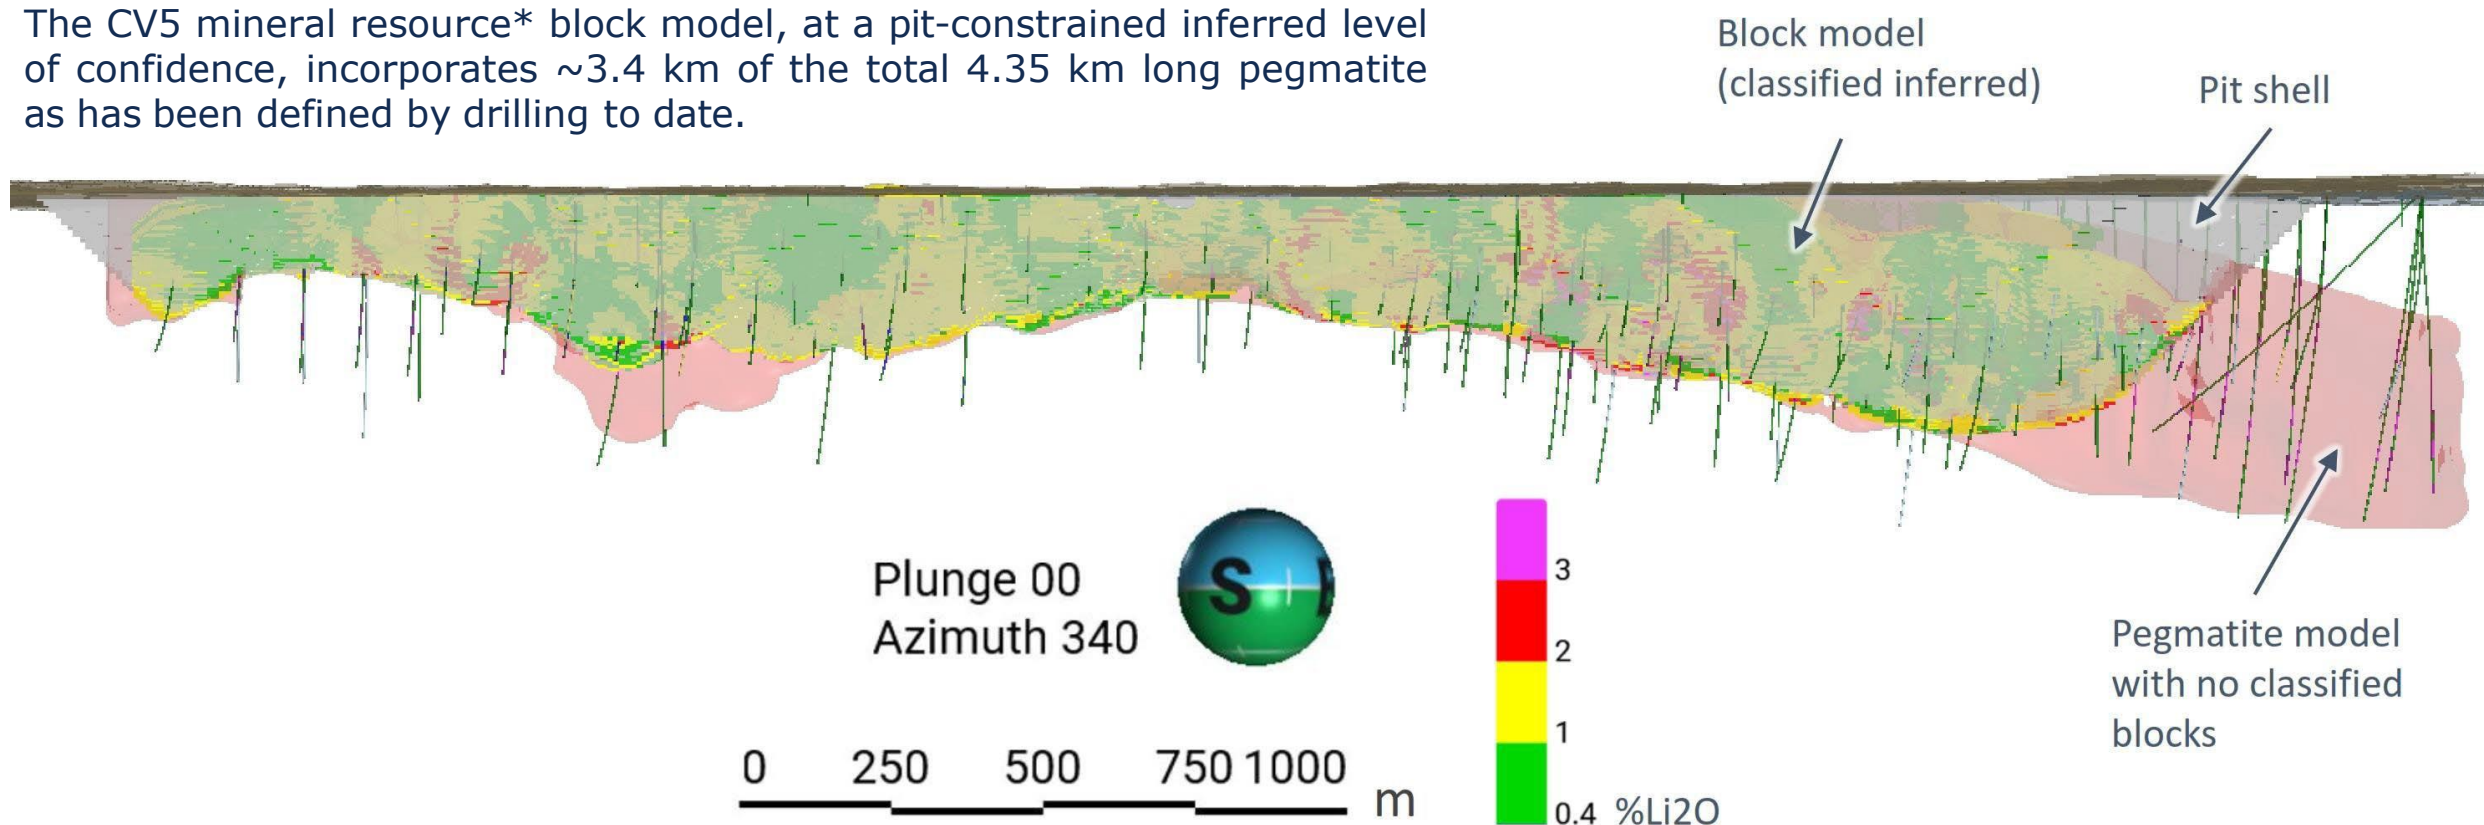 The CV5 mineral resource* block model, at a pit-constrained inferred level
of confidence, incorporates ~3.4 km of the total 4.35 km long pegmatite
as has been defined by drilling to date.
Block model
(classified inferred)
Pit shell
Plunge 00
Azimuth 340
S
0 250 500 750 1000
m
3
2
1
0.4 %Li2O
Pegmatite model
with no classified
blocks